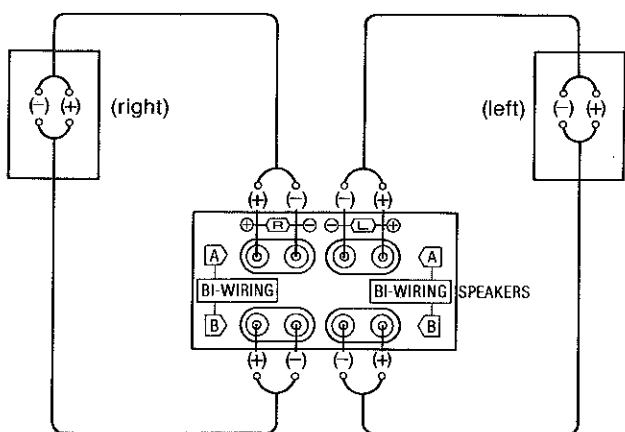 (−) (+) (right)
(left) (−) (+)
(+) (−) (−) (+)
⊕ R ⊖ ⊖ L ⊕
A A
BI-WIRING BI-WIRING SPEAKERS
B B
(+) (−) (−) (+)